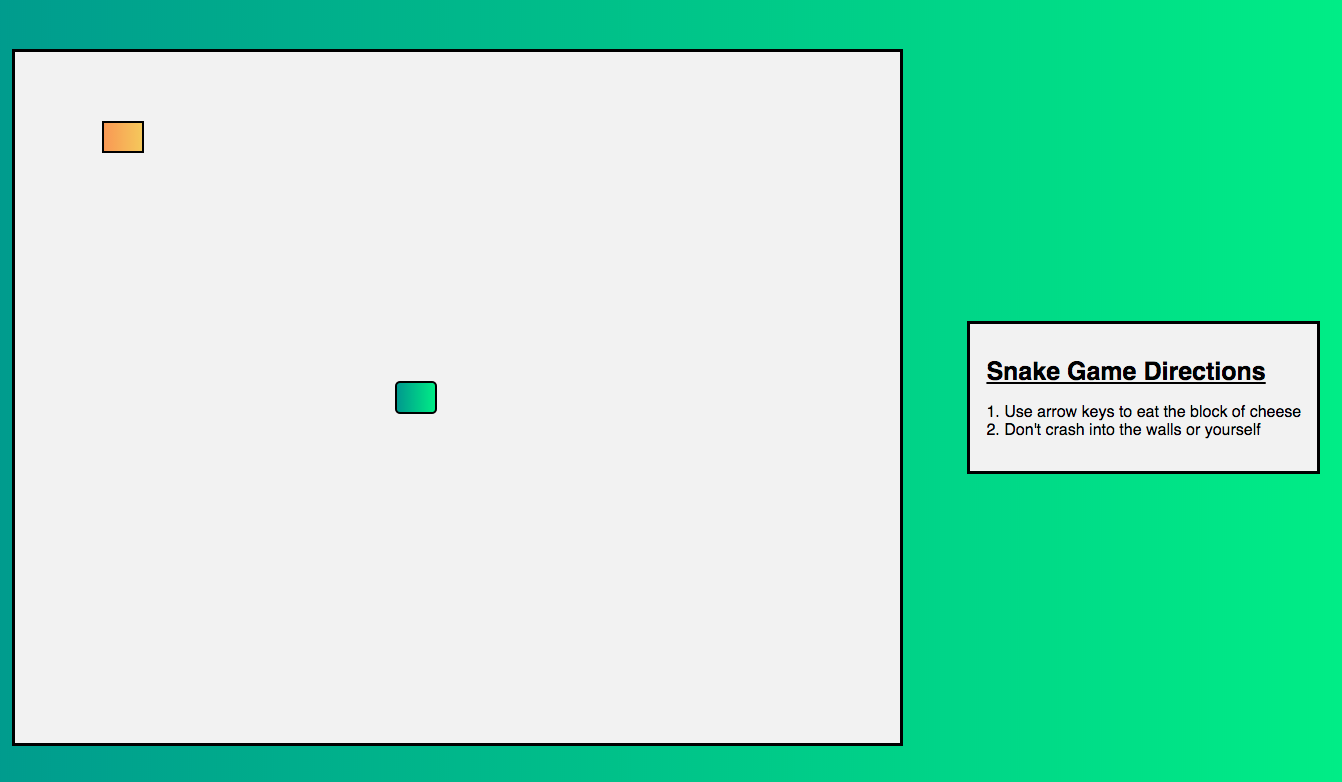 Snake Game Directions
1. Use arrow keys to eat the block of cheese
2. Don't crash into the walls or yourself